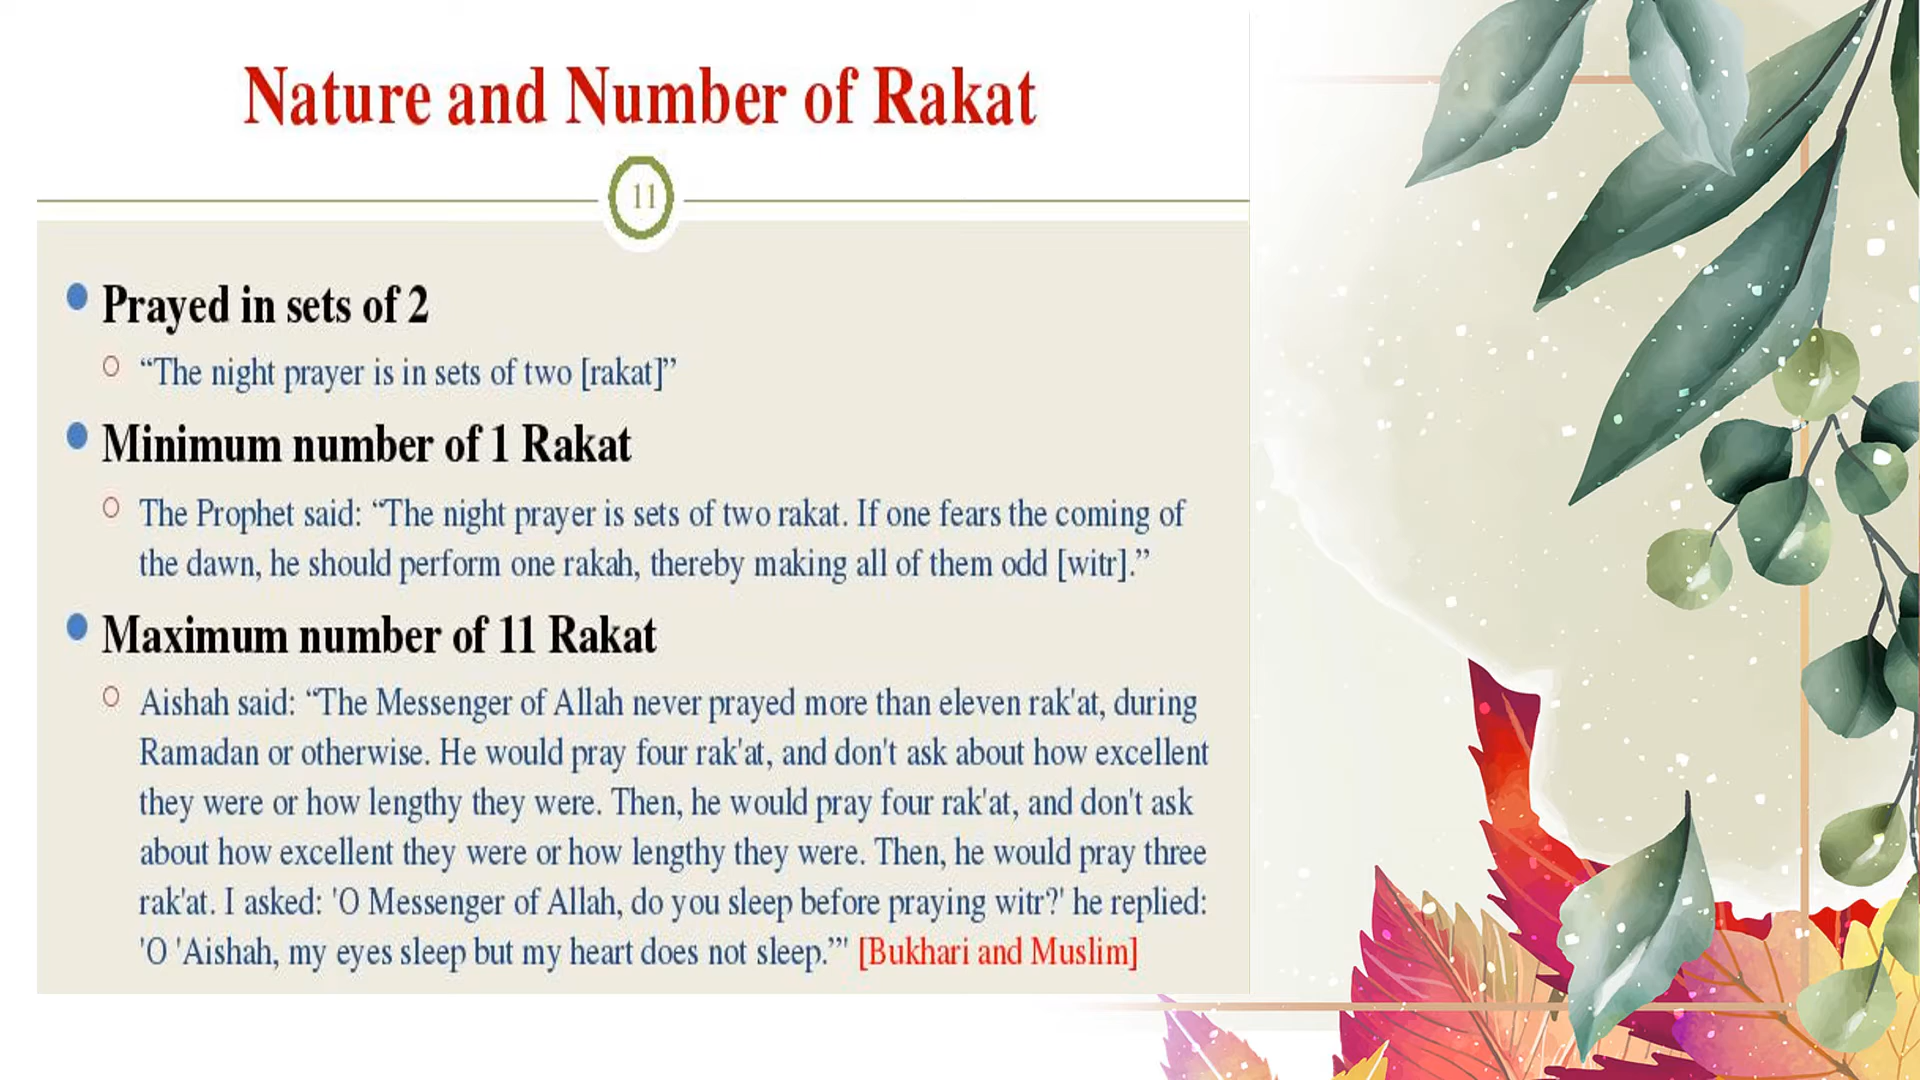 Nature and Number of Rakat
11
Prayed in sets of 2
“The night prayer is in sets of two [rakat]”
Minimum number of 1 Rakat
The Prophet said: “The night prayer is sets of two rakat. If one fears the coming of
the dawn, he should perform one rakah, thereby making all of them odd [witr].”
Maximum number of 11 Rakat
Aishah said: “The Messenger of Allah never prayed more than eleven rak'at, during
Ramadan or otherwise. He would pray four rak'at, and don't ask about how excellent
they were or how lengthy they were. Then, he would pray four rak'at, and don't ask
about how excellent they were or how lengthy they were. Then, he would pray three
rak'at. I asked: 'O Messenger of Allah, do you sleep before praying witr?' he replied:
'O 'Aishah, my eyes sleep but my heart does not sleep.”' [Bukhari and Muslim]